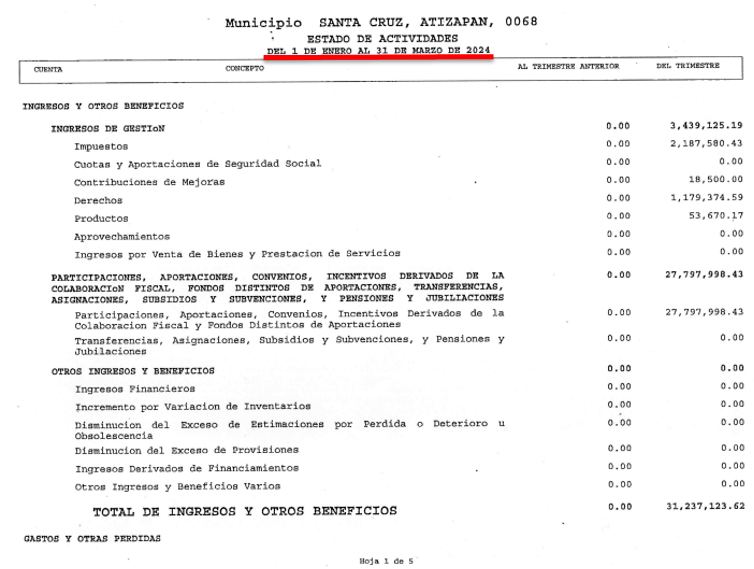 Municipio SANTA CRUZ, ATIZAPAN, 0068
ESTADO DE ACTIVIDADES
DEL 1 DE ENERO AL 31 DE MARZO DE 2024
CUENTA CONCEPTO AL TRIMESTRE ANTERIOR DEL TRIMESTRE
INGRESOS Y OTROS BENEFICIOS
INGRESOS DE GESTIoN 0.00 3,439,125.19
Impuestos 0.00 2,187,580.43
Cuotas y Aportaciones de Seguridad Social 0.00 0.00
Contribuciones de Mejoras 0.00 18,500.00
Derechos 0.00 1,179,374.59
Productos 0.00 53,670.17
Aprovechamientos 0.00 0.00
Ingresos por Venta de Bienes y Prestacion de Servicios 0.00 0.00
PARTICIPACIONES, APORTACIONES, CONVENIOS, INCENTIVOS DERIVADOS DE LA 0.00 27,797,998.43
COLABORACIoN FISCAL, FONDOS DISTINTOS DE APORTACIONES, TRANSFERENCIAS,
ASIGNACIONES, SUBSIDIOS Y SUBVENCIONES, Y PENSIONES Y JUBILIACIONES
Participaciones, Aportaciones, Convenios, Incentivos Derivados de la 0.00 27,797,998.43
Colaboracion Fiscal y Fondos Distintos de Aportaciones
Transferencias, Asignaciones, Subsidios y Subvenciones, y Pensiones y 0.00 0.00
Jubilaciones
OTROS INGRESOS Y BENEFICIOS 0.00 0.00
Ingresos Financieros 0.00 0.00
Incremento por Variacion de Inventarios 0.00 0.00
Disminucion del Exceso de Estimaciones por Perdida o Deterioro u 0.00 0.00
Obsolescencia
Disminucion del Exceso de Provisiones 0.00 0.00
Ingresos Derivados de Financiamientos 0.00 0.00
Otros Ingresos y Beneficios Varios 0.00 0.00
TOTAL DE INGRESOS Y OTROS BENEFICIOS 0.00 31,237,123.62
GASTOS Y OTRAS PERDIDAS
Hoja 1 de 5